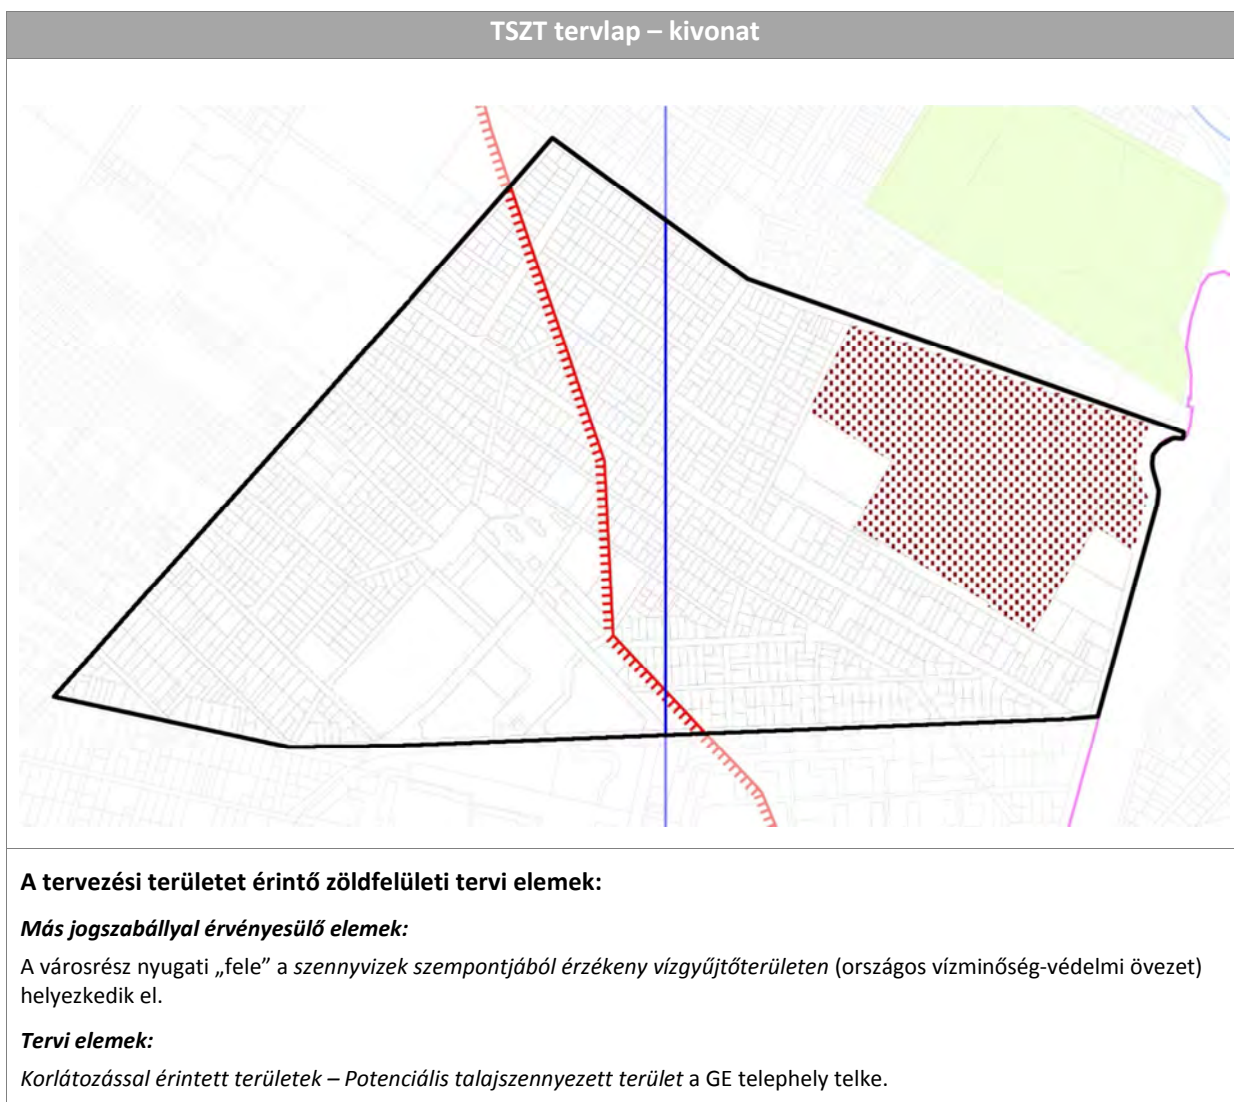 TSZT tervlap – kivonat
A tervezési területet érintő zöldfelületi tervi elemek:
Más jogszabállyal érvényesülő elemek:
A városrész nyugati „fele” a szennyvizek szempontjából érzékeny vízgyűjtőterületen (országos vízminőség-védelmi övezet)
helyezkedik el.
Tervi elemek:
Korlátozással érintett területek – Potenciális talajszennyezett terület a GE telephely telke.